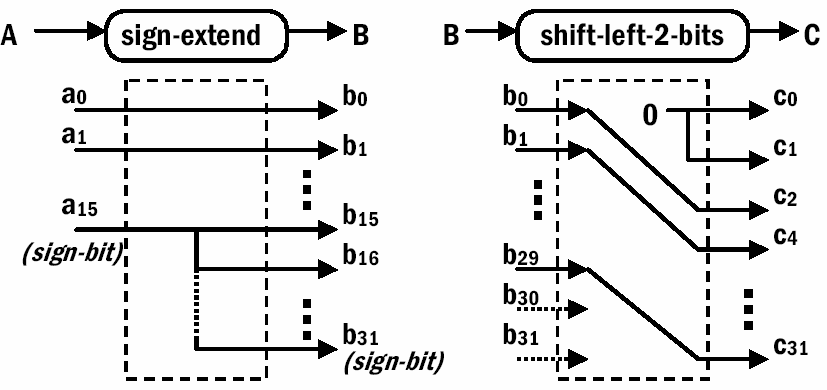 A sign-extend B
B shift-left-2-bits C
a0 b0
a1 b1
a15 b15
(sign-bit)
b16
b31
(sign-bit)
b0 0 c0
b1 c1
c2
c4
b29
b30
b31 c31